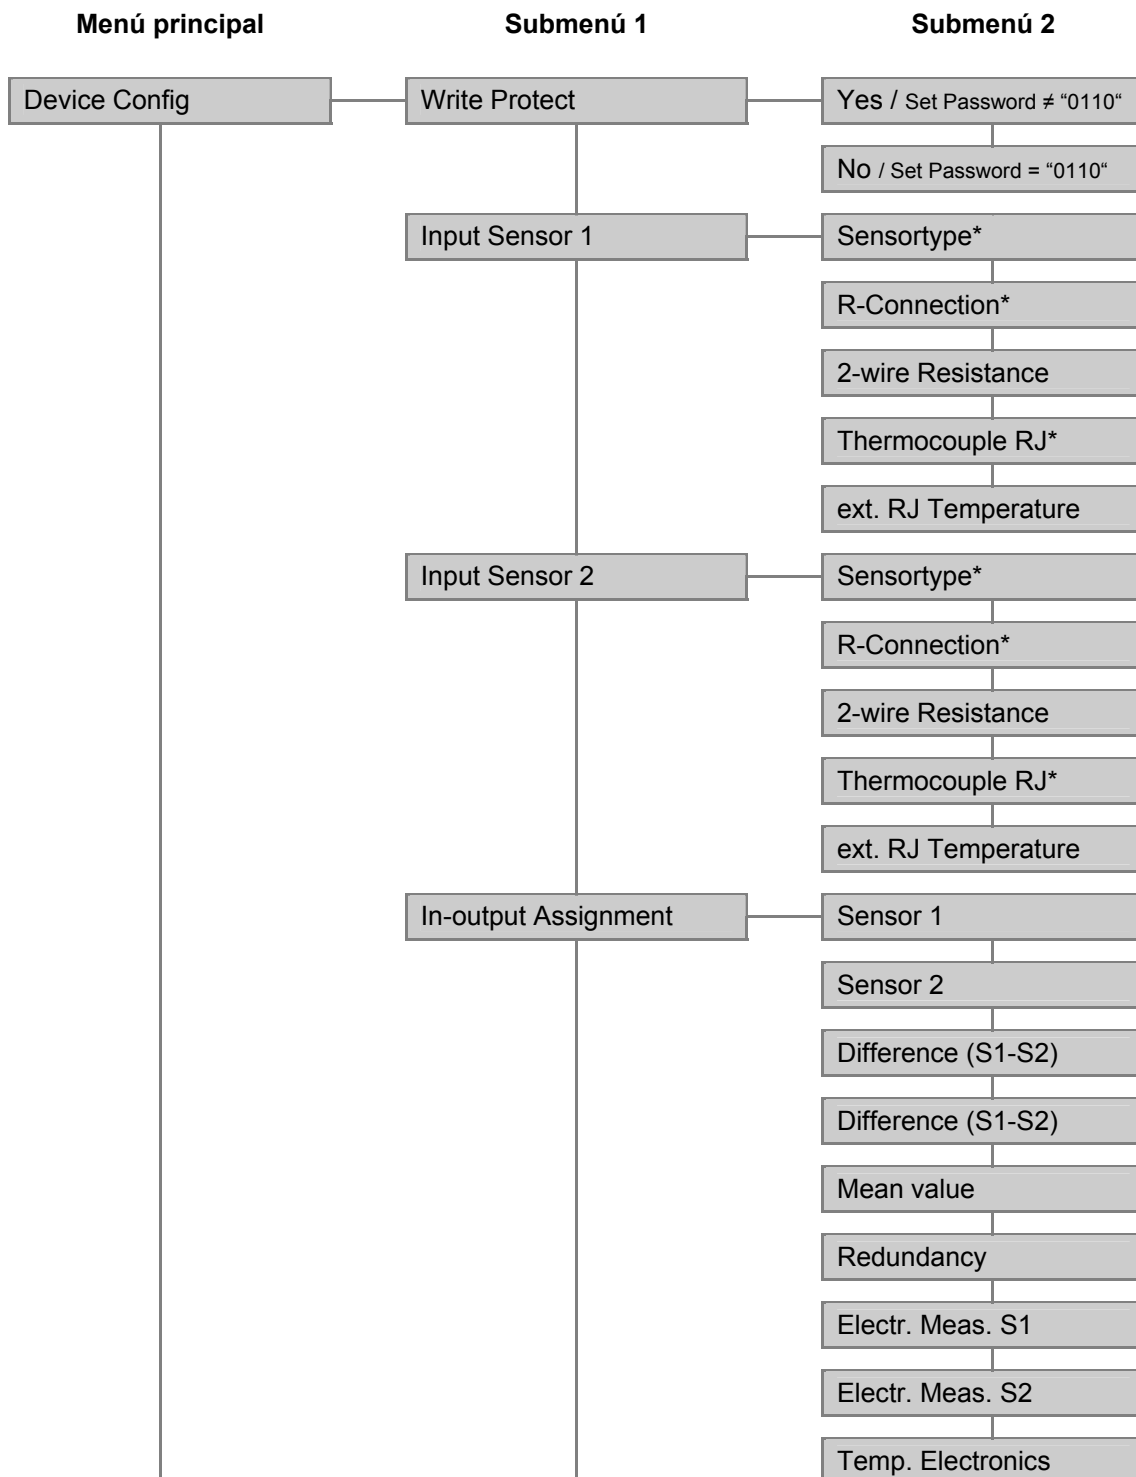 Menú principal Submenú 1 Submenú 2
Device Config Write Protect Yes / Set Password ≠ “0110“
No / Set Password = “0110“
Input Sensor 1 Sensortype*
R-Connection*
2-wire Resistance
Thermocouple RJ*
ext. RJ Temperature
Input Sensor 2 Sensortype*
R-Connection*
2-wire Resistance
Thermocouple RJ*
ext. RJ Temperature
In-output Assignment Sensor 1
Sensor 2
Difference (S1-S2)
Difference (S1-S2)
Mean value
Redundancy
Electr. Meas. S1
Electr. Meas. S2
Temp. Electronics